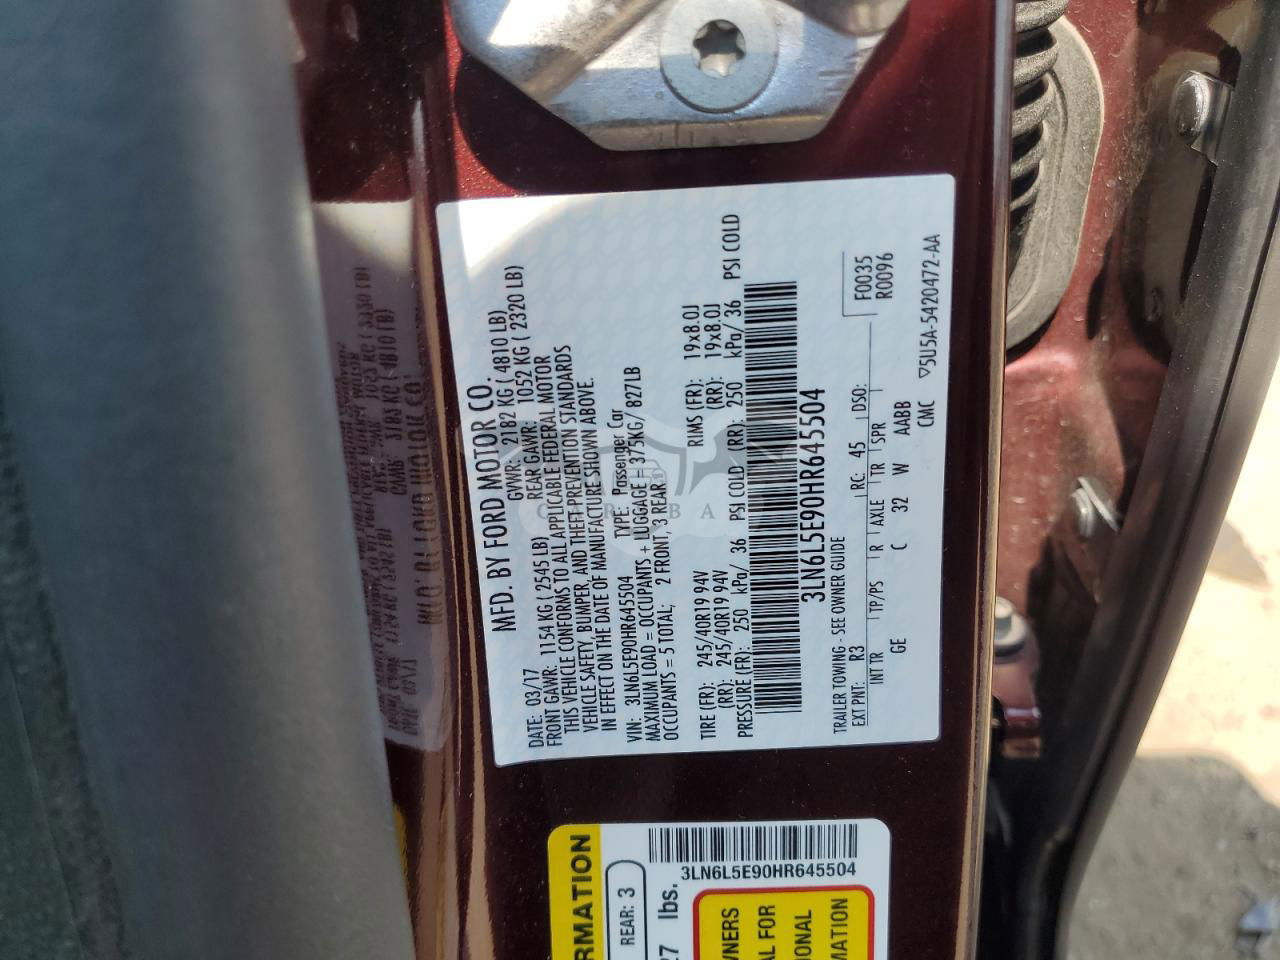 MFD. BY FORD MOTOR CO.
DATE: 03/17 GVWR: 2182 KG ( 4810 LB)
FRONT GAWR: 1154 KG ( 2545 LB) REAR GAWR: 1052 KG ( 2320 LB)
THIS VEHICLE CONFORMS TO ALL APPLICABLE FEDERAL MOTOR
VEHICLE SAFETY, BUMPER, AND THEFT PREVENTION STANDARDS
IN EFFECT ON THE DATE OF MANUFACTURE SHOWN ABOVE.
VIN: 3LN6L5E90HR645504 TYPE: Passenger Car
MAXIMUM LOAD = OCCUPANTS + LUGGAGE = 375KG/ 827LB
OCCUPANTS = 5 TOTAL; 2 FRONT, 3 REAR
TIRE (FR): 245/40R19 94V RIMS (FR): 19x8.0J
(RR): 245/40R19 94V (RR): 19x8.0J
PRESSURE (FR): 250 kPa/ 36 PSI COLD (RR): 250 kPa/ 36 PSI COLD
3LN6L5E90HR645504
TRAILER TOWING - SEE OWNER GUIDE F0035
EXT PNT: R3 RC: 45 DSO: R0096
INT TR TP/PS R AXLE TR SPR
GE C 32 W AABB
CMC
▽5U5A-5420472-AA
RMATION
REAR: 3
27 lbs.
3LN6L5E90HR645504
WNERS
AL FOR
IONAL
MATION